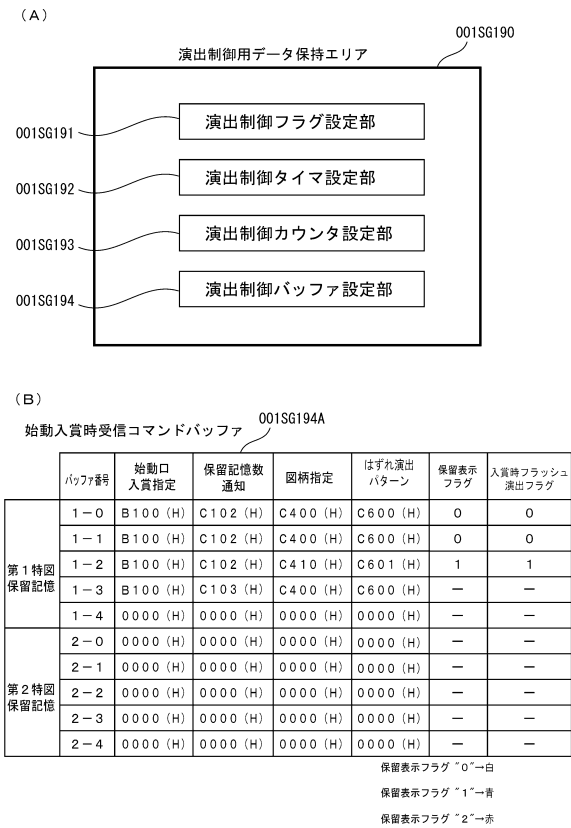 （Ａ）
001SG190
演出制御用データ保持エリア
演出制御フラグ設定部
001SG191
演出制御タイマ設定部
001SG192
演出制御カウンタ設定部
001SG193
演出制御バッファ設定部
001SG194
（Ｂ）
001SG194A
始動入賞時受信コマンドバッファ
バッファ番号 始動口入賞指定 保留記憶数通知 図柄指定 はずれ演出パターン 保留表示フラグ 入賞時フラッシュ演出フラグ
第１特図保留記憶
１－０ B100（H） C102（H） C400（H） C600（H） 0 0
１－１ B100（H） C102（H） C400（H） C600（H） 0 0
１－２ B100（H） C102（H） C410（H） C601（H） 1 1
１－３ B100（H） C103（H） C400（H） C600（H） － －
１－４ 0000（H） 0000（H） 0000（H） 0000（H） － －
第２特図保留記憶
２－０ 0000（H） 0000（H） 0000（H） 0000（H） － －
２－１ 0000（H） 0000（H） 0000（H） 0000（H） － －
２－２ 0000（H） 0000（H） 0000（H） 0000（H） － －
２－３ 0000（H） 0000（H） 0000（H） 0000（H） － －
２－４ 0000（H） 0000（H） 0000（H） 0000（H） － －
保留表示フラグ "０"→白
保留表示フラグ "１"→青
保留表示フラグ "２"→赤